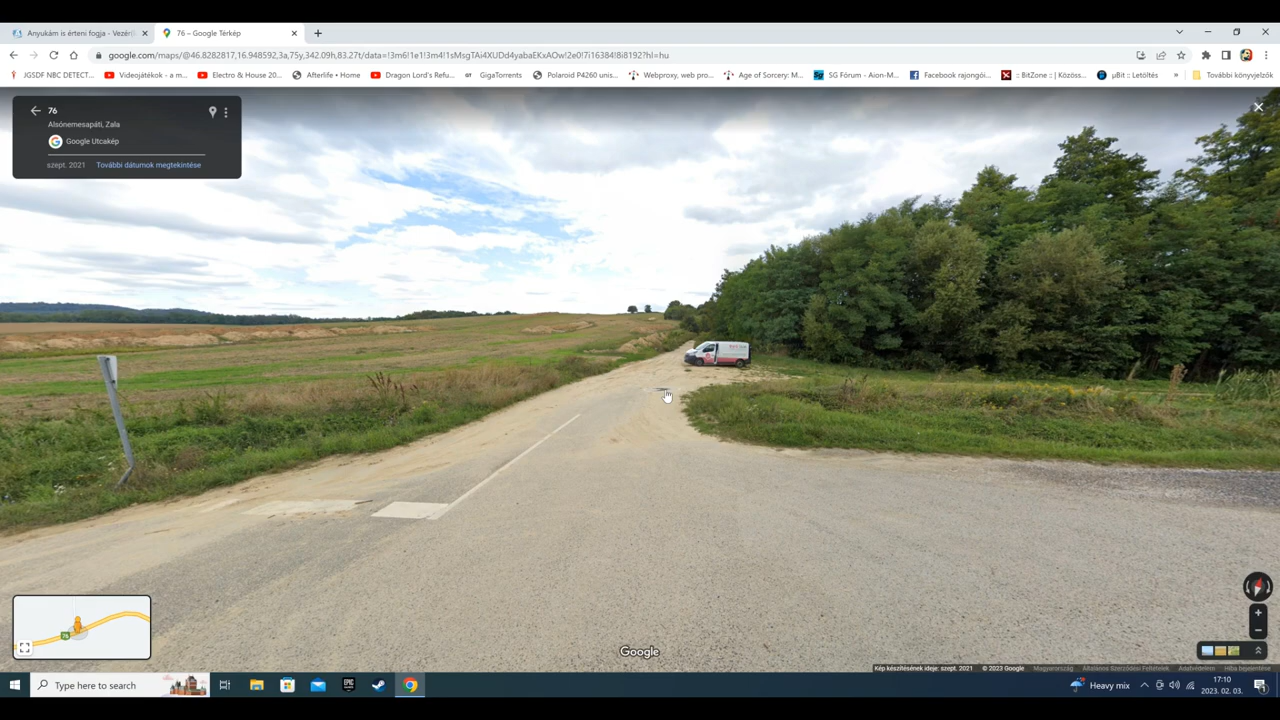 Anyukám is érteni fogja - Vezérlő
76 – Google Térkép
google.com/maps/@46.8282817,16.948592,3a,75y,342.09h,83.27t/data=!3m6!1e1!3m4!1sMsgTAi4XUDd4yabaEKxAOw!2e0!7i16384!8i8192?hl=hu
JGSDF NBC DETECT...
Videojátékok - a m...
Electro & House 20...
Afterlife • Home
Dragon Lord's Refu...
GT
GigaTorrents
Polaroid P4260 unis...
Webproxy, web pro...
Age of Sorcery: M...
SG
SG Fórum - Aion-M...
Facebook rajongói...
:: BitZone :: | Közöss...
µBit :: Letöltés
»
További könyvjelzők
76
Alsónemesapáti, Zala
Google Utcakép
szept. 2021 További dátumok megtekintése
76
Google
Kép készítésének ideje: szept. 2021 © 2023 Google Magyarország Általános Szerződési Feltételek Adatvédelem Hiba bejelentése
Type here to search
EPIC
GAMES
Heavy mix
17:10
2023. 02. 03.